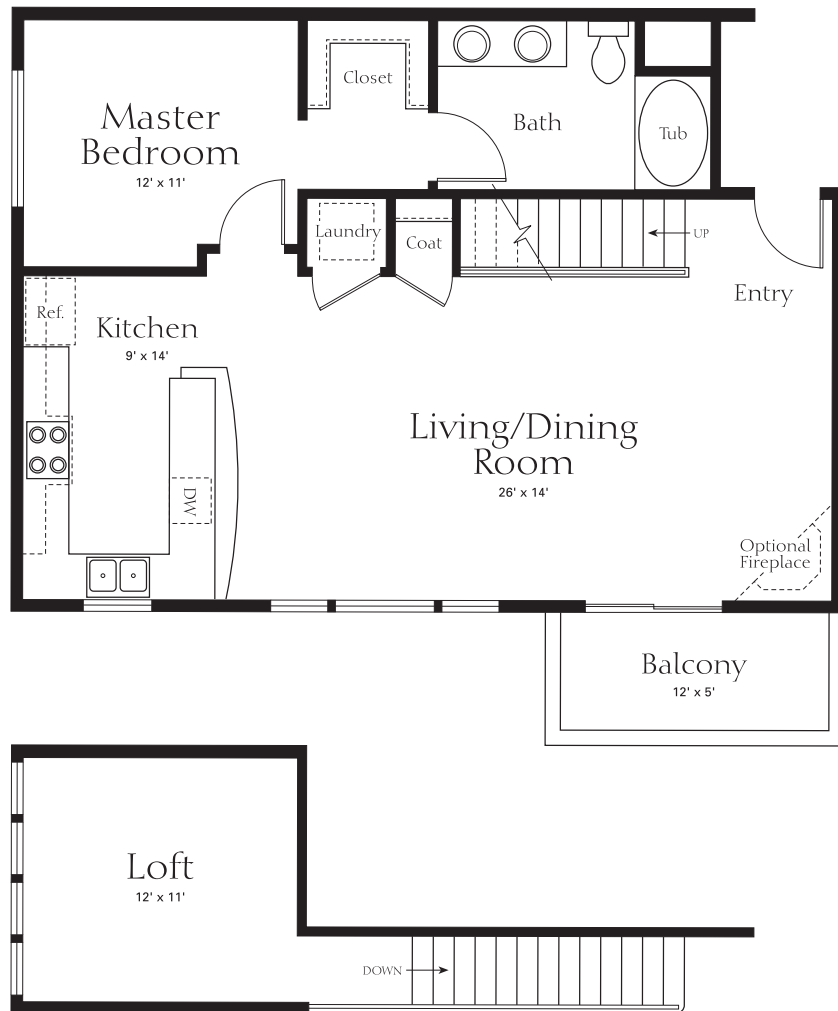 Closet
Master
Bedroom
12' x 11'
Bath
Tub
Laundry
Coat
UP
Entry
Ref.
Kitchen
9' x 14'
Living/Dining
Room
26' x 14'
DW
Optional
Fireplace
Balcony
12' x 5'
Loft
12' x 11'
DOWN